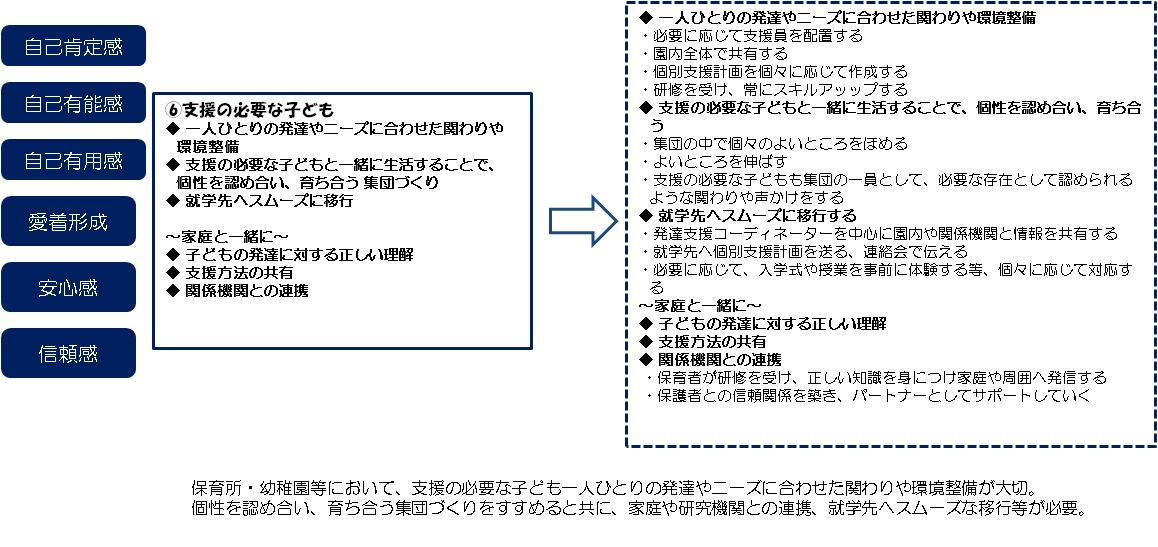 自己肯定感
自己有能感
自己有用感
愛着形成
安心感
信頼感
⑥支援の必要な子ども
◆ 一人ひとりの発達やニーズに合わせた関わりや
環境整備
◆ 支援の必要な子どもと一緒に生活することで、
個性を認め合い、育ち合う 集団づくり
◆ 就学先へスムーズに移行
～家庭と一緒に～
◆ 子どもの発達に対する正しい理解
◆ 支援方法の共有
◆ 関係機関との連携
◆ 一人ひとりの発達やニーズに合わせた関わりや環境整備
・必要に応じて支援員を配置する
・園内全体で共有する
・個別支援計画を個々に応じて作成する
・研修を受け、常にスキルアッップする
◆ 支援の必要な子どもと一緒に生活することで、個性を認め合い、育ち合
う
・集団の中で個々のよいところをほめる
・よいところを伸ばす
・支援の必要な子どもも集団の一員として、必要な存在として認められる
ような関わりや声かけをする
◆ 就学先へスムーズに移行する
・発達支援コーディネーターを中心に園内や関係機関と情報を共有する
・就学先へ個別支援計画を送る、連絡会で伝える
・必要に応じて、入学式や授業を事前に体験する等、個々に応じて対応す
る
～家庭と一緒に～
◆ 子どもの発達に対する正しい理解
◆ 支援方法の共有
◆ 関係機関との連携
・保育者が研修を受け、正しい知識を身につけ家庭や周囲へ発信する
・保護者との信頼関係を築き、パートナーとしてサポートしていく
保育所・幼稚園等において、支援の必要な子ども一人ひとりの発達やニーズに合わせた関わりや環境整備が大切。
個性を認め合い、育ち合う集団づくりをすすめると共に、家庭や研究機関との連携、就学先へスムーズな移行等が必要。